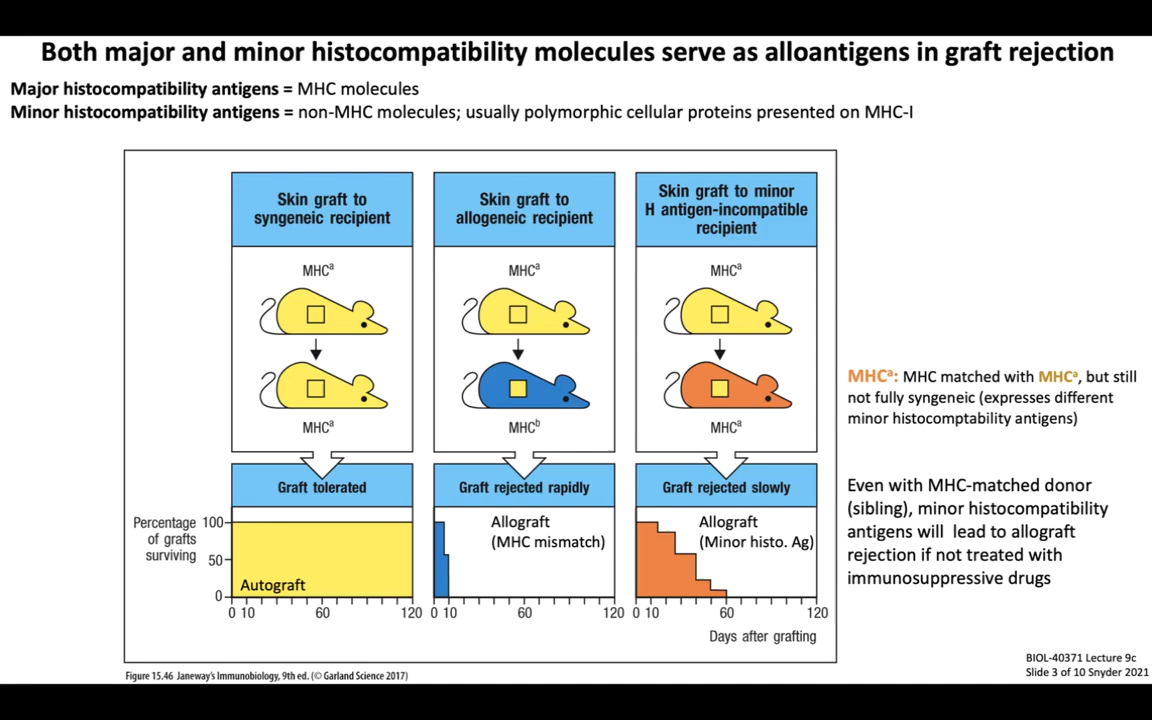 Both major and minor histocompatibility molecules serve as alloantigens in graft rejection
Major histocompatibility antigens = MHC molecules
Minor histocompatibility antigens = non-MHC molecules; usually polymorphic cellular proteins presented on MHC-I
Skin graft to
syngeneic recipient
MHCᵃ
MHCᵃ
Graft tolerated
Skin graft to
allogeneic recipient
MHCᵃ
MHCᵇ
Graft rejected rapidly
Skin graft to minor
H antigen-incompatible
recipient
MHCᵃ
MHCᵃ
Graft rejected slowly
MHCᵃ: MHC matched with MHCᵃ, but still
not fully syngeneic (expresses different
minor histocomptability antigens)
Even with MHC-matched donor
(sibling), minor histocompatibility
antigens will lead to allograft
rejection if not treated with
immunosuppressive drugs
Percentage
of grafts
surviving
100
50
0
Autograft
0 10 60 120
Allograft
(MHC mismatch)
0 10 60 120
Allograft
(Minor histo. Ag)
0 10 60 120
Days after grafting
Figure 15.46 Janeway's Immunobiology, 9th ed. (© Garland Science 2017)
BIOL-40371 Lecture 9c
Slide 3 of 10 Snyder 2021